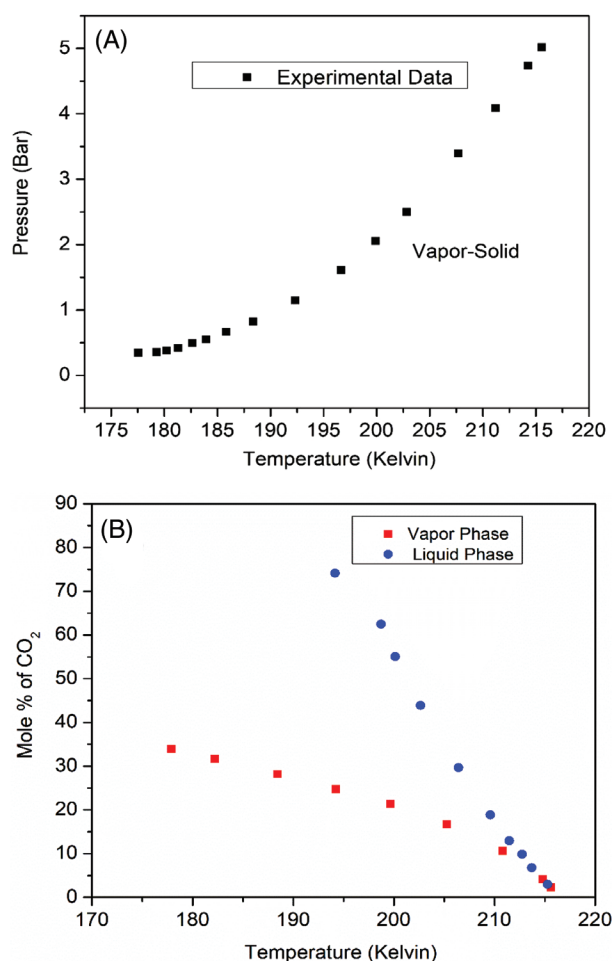 (A)
Experimental Data
Vapor-Solid
Pressure (Bar)
5
4
3
2
1
0
175 180 185 190 195 200 205 210 215 220
Temperature (Kelvin)
(B)
Vapor Phase
Liquid Phase
Mole % of CO₂
90
80
70
60
50
40
30
20
10
0
170 180 190 200 210 220
Temperature (Kelvin)